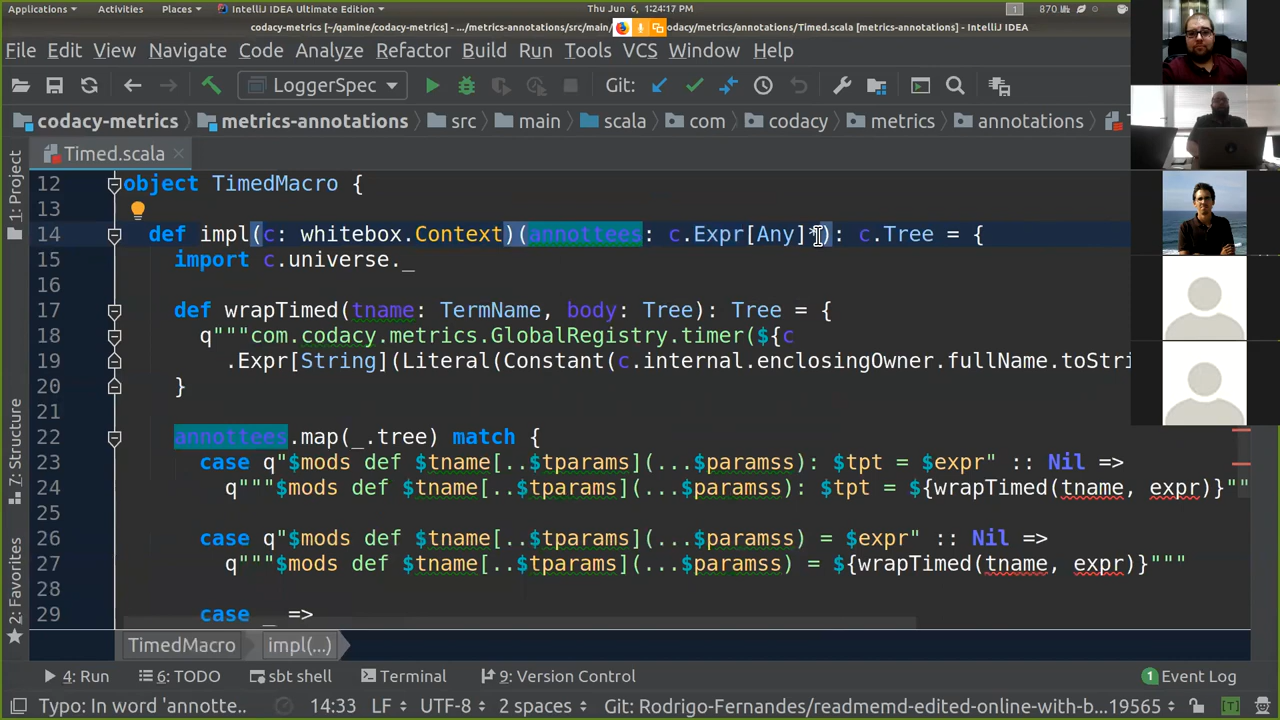 Applications Places IntelliJ IDEA Ultimate Edition Thu Jun 6, 1:24:17 PM 1 870 MiB
Activities
codacy-metrics [~/qamine/codacy-metrics] - .../metrics-annotations/src/main/ codacy/metrics/annotations/Timed.scala [metrics-annotations] - IntelliJ IDEA
File Edit View Navigate Code Analyze Refactor Build Run Tools VCS Window Help
LoggerSpec Git:
codacy-metrics metrics-annotations src main scala com codacy metrics annotations
1: Project
Timed.scala
12 object TimedMacro {
13
14 def impl(c: whitebox.Context)(annottees: c.Expr[Any]*): c.Tree = {
15 import c.universe._
16
17 def wrapTimed(tname: TermName, body: Tree): Tree = {
18 q"""com.codacy.metrics.GlobalRegistry.timer(${c
19 .Expr[String](Literal(Constant(c.internal.enclosingOwner.fullName.toStri
20 }
21
22 annottees.map(_.tree) match {
23 case q"$mods def $tname[..$tparams](...$paramss): $tpt = $expr" :: Nil =>
24 q"""$mods def $tname[..$tparams](...$paramss): $tpt = ${wrapTimed(tname, expr)}""
25
26 case q"$mods def $tname[..$tparams](...$paramss) = $expr" :: Nil =>
27 q"""$mods def $tname[..$tparams](...$paramss) = ${wrapTimed(tname, expr)}"""
28
29 case _ =>
7: Structure
2: Favorites
TimedMacro impl(...)
4: Run 6: TODO sbt shell Terminal 9: Version Control 1 Event Log
Typo: In word 'annotte... 14:33 LF UTF-8 2 spaces Git: Rodrigo-Fernandes/readmemd-edited-online-with-b... 19565